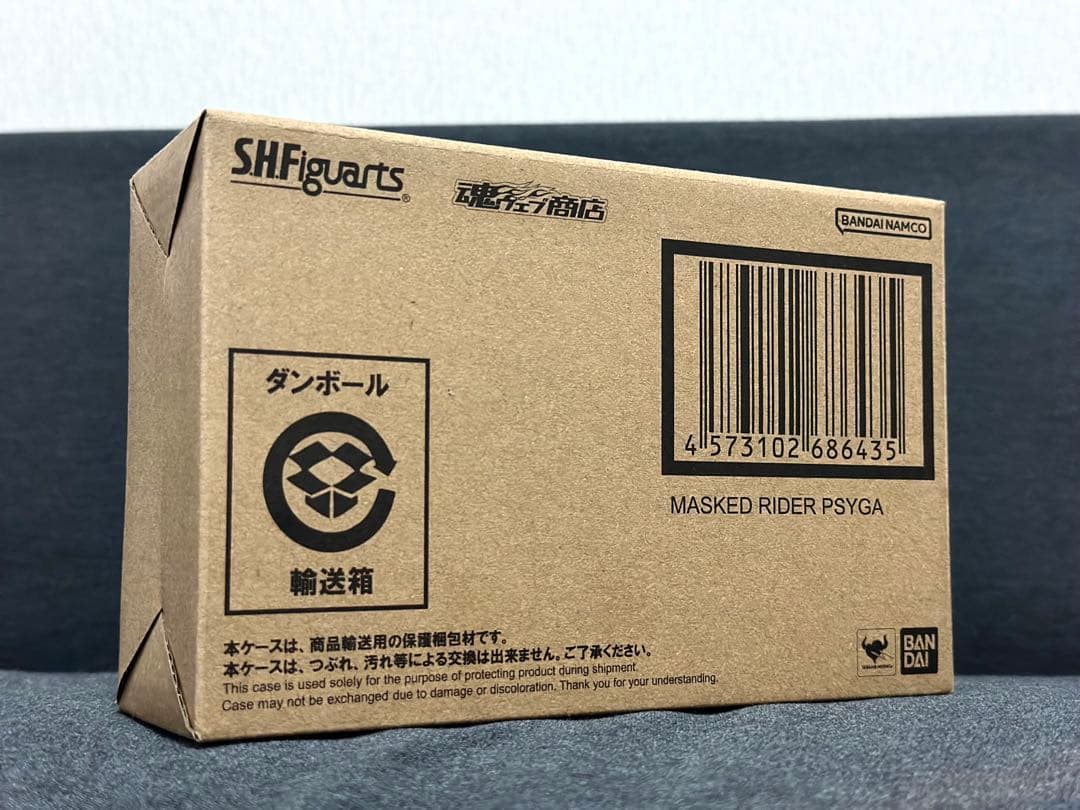 S.H.Figuarts®
魂ウェブ商店
BANDAI NAMCO
4 573102 686435
MASKED RIDER PSYGA
ダンボール
輸送箱
本ケースは、商品輸送用の保護梱包材です。
本ケースは、つぶれ、汚れ等による交換は出来ません。ご了承ください。
This case is used solely for the purpose of protecting product during shipment.
Case may not be exchanged due to damage or discoloration. Thank you for your understanding.
BAN
DAI